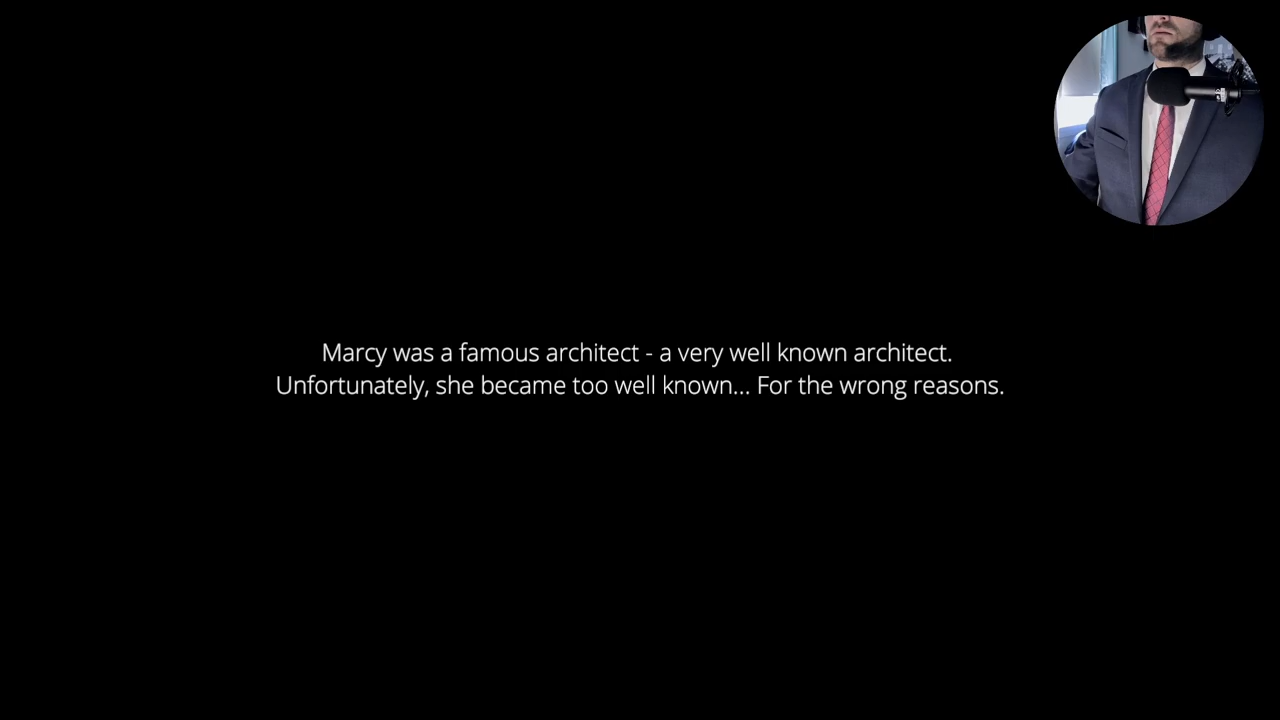 Marcy was a famous architect - a very well known architect.
Unfortunately, she became too well known... For the wrong reasons.